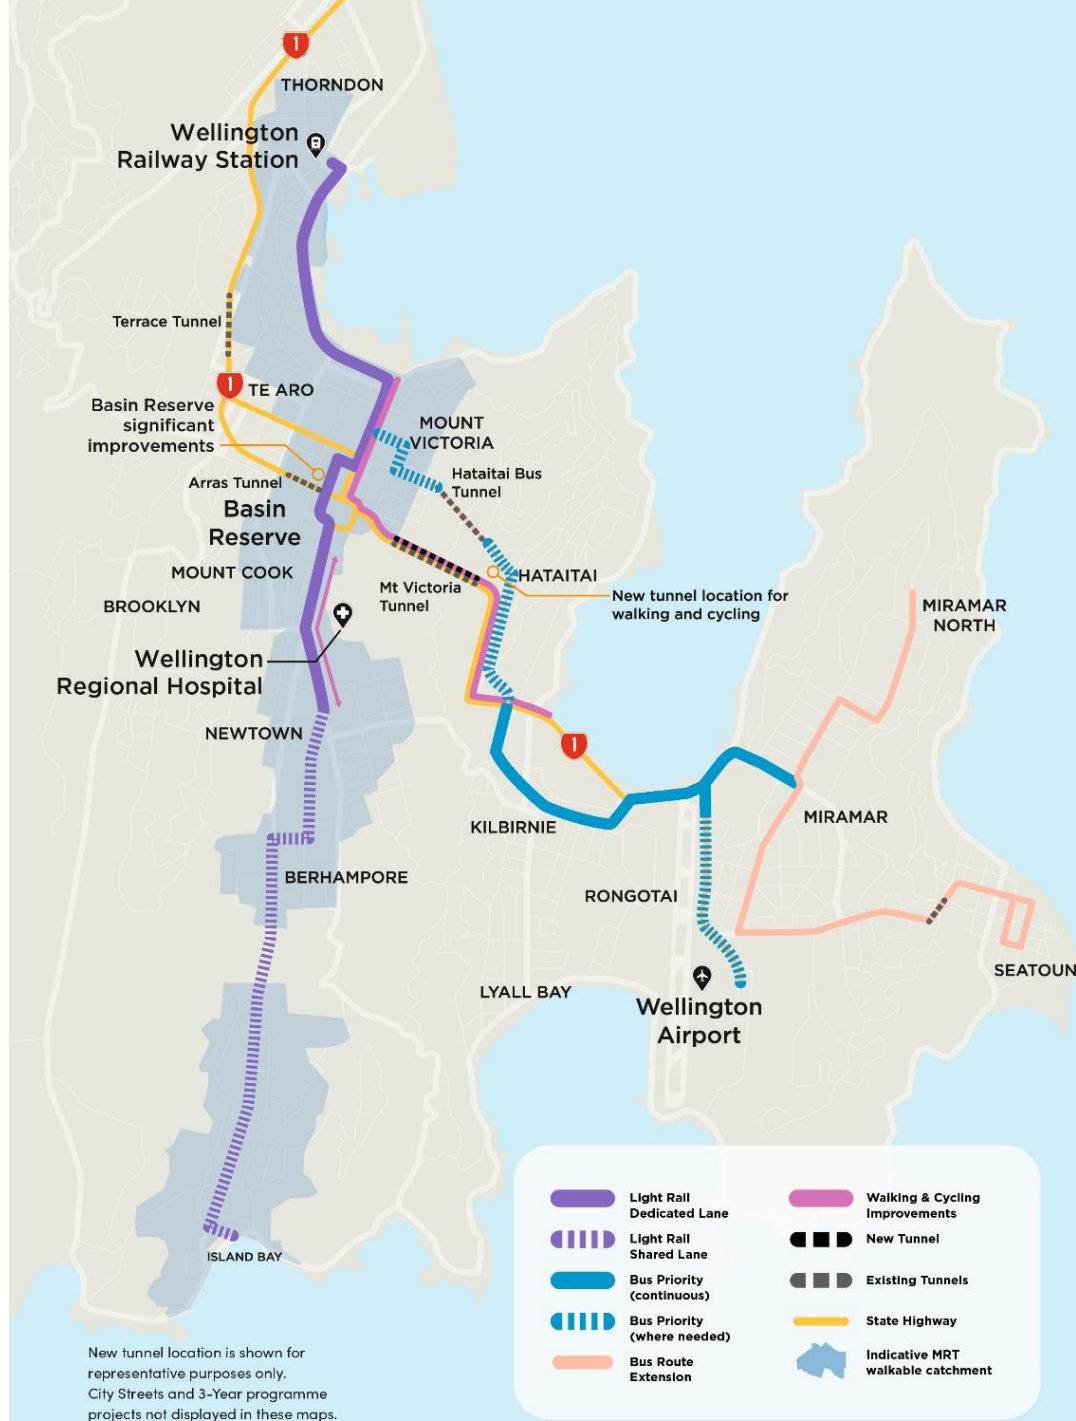 1
THORNDON
Wellington
Railway Station
Terrace Tunnel
1
TE ARO
Basin Reserve
significant
improvements
MOUNT
VICTORIA
Hataitai Bus
Tunnel
Arras Tunnel
Basin
Reserve
MOUNT COOK
Mt Victoria
Tunnel
HATAITAI
New tunnel location for
walking and cycling
BROOKLYN
MIRAMAR
NORTH
Wellington
Regional Hospital
NEWTOWN
1
KILBIRNIE
MIRAMAR
BERHAMPORE
RONGOTAI
SEATOUN
LYALL BAY
Wellington
Airport
ISLAND BAY
Light Rail
Dedicated Lane
Light Rail
Shared Lane
Bus Priority
(continuous)
Bus Priority
(where needed)
Bus Route
Extension
Walking & Cycling
Improvements
New Tunnel
Existing Tunnels
State Highway
Indicative MRT
walkable catchment
New tunnel location is shown for
representative purposes only.
City Streets and 3-Year programme
projects not displayed in these maps.